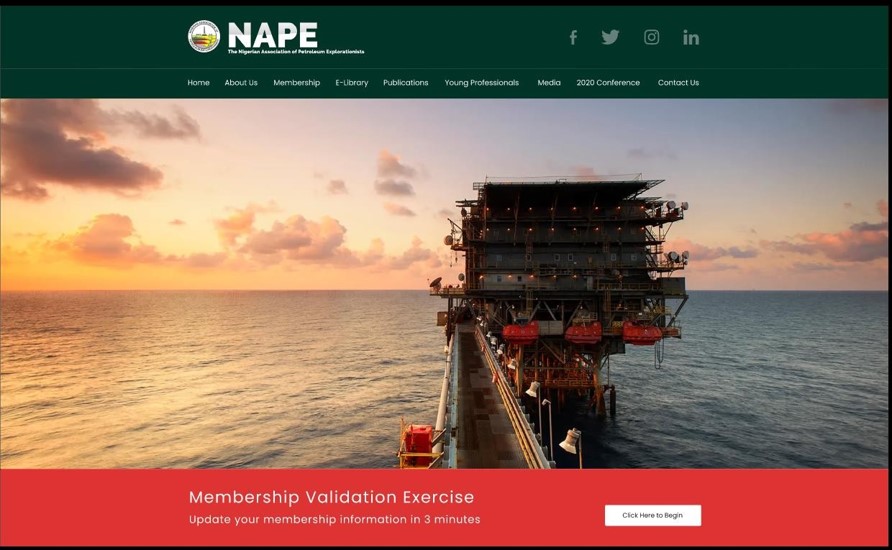 NAPE
The Nigerian Association of Petroleum Explorationists
Home About Us Membership E-Library Publications Young Professionals Media 2020 Conference Contact Us
Membership Validation Exercise
Update your membership information in 3 minutes
Click Here to Begin